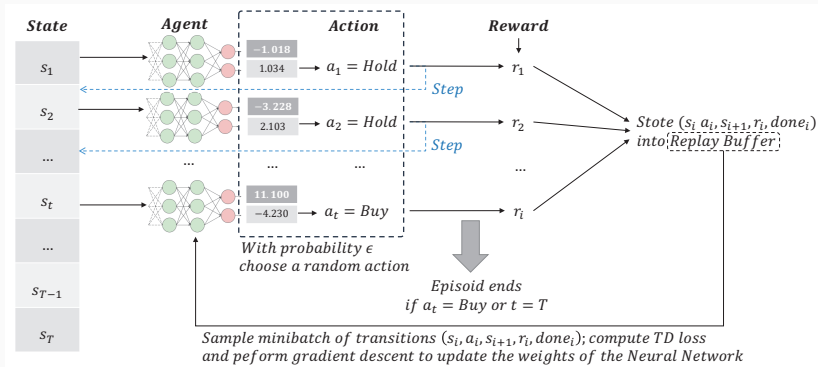 State Agent Action Reward
s₁ −1.018
1.034 a₁ = Hold r₁
Step
s₂ −3.228
2.103 a₂ = Hold r₂
Step
... ... ... ... ...
sₜ 11.100
−4.230 aₜ = Buy rᵢ
State (sᵢ aᵢ, sᵢ₊₁, rᵢ, doneᵢ)
into Replay Buffer
...
With probability ϵ
choose a random action
Episoid ends
if aₜ = Buy or t = T
s_{T−1}
s_T
Sample minibatch of transitions (sᵢ, aᵢ, sᵢ₊₁, rᵢ, doneᵢ); compute TD loss
and peform gradient descent to update the weights of the Neural Network